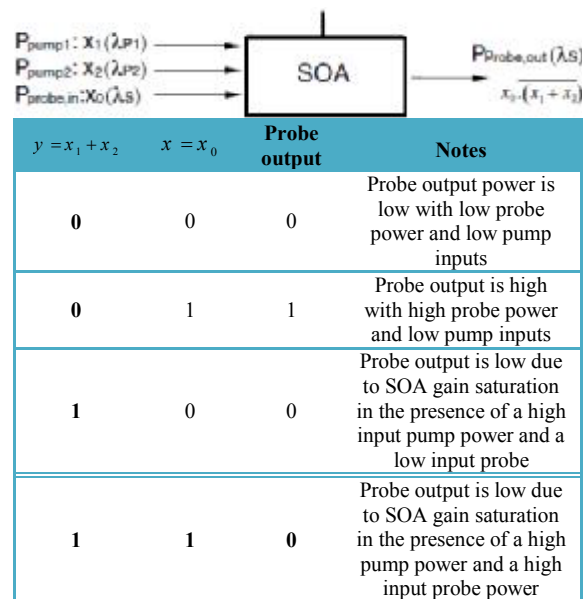 Ppump1: X1(λP1)
Ppump2: X2(λP2)
Pprobe,in:X0(λS)
SOA
PProbe,out(λS)
x0.(x1 + x2)
y = x1 + x2 x = x0 Probe output Notes
0 0 0 Probe output power is
low with low probe
power and low pump
inputs
0 1 1 Probe output is high
with high probe power
and low pump inputs
1 0 0 Probe output is low due
to SOA gain saturation
in the presence of a high
input pump power and a
low input probe
1 1 0 Probe output is low due
to SOA gain saturation
in the presence of a high
pump power and a high
input probe power